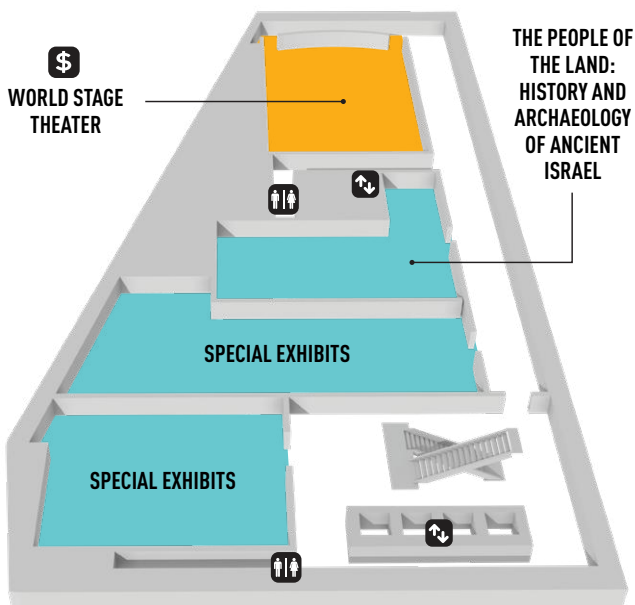 $
WORLD STAGE
THEATER
THE PEOPLE OF
THE LAND:
HISTORY AND
ARCHAEOLOGY
OF ANCIENT
ISRAEL
SPECIAL EXHIBITS
SPECIAL EXHIBITS